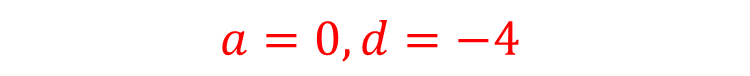 a = 0, d = −4